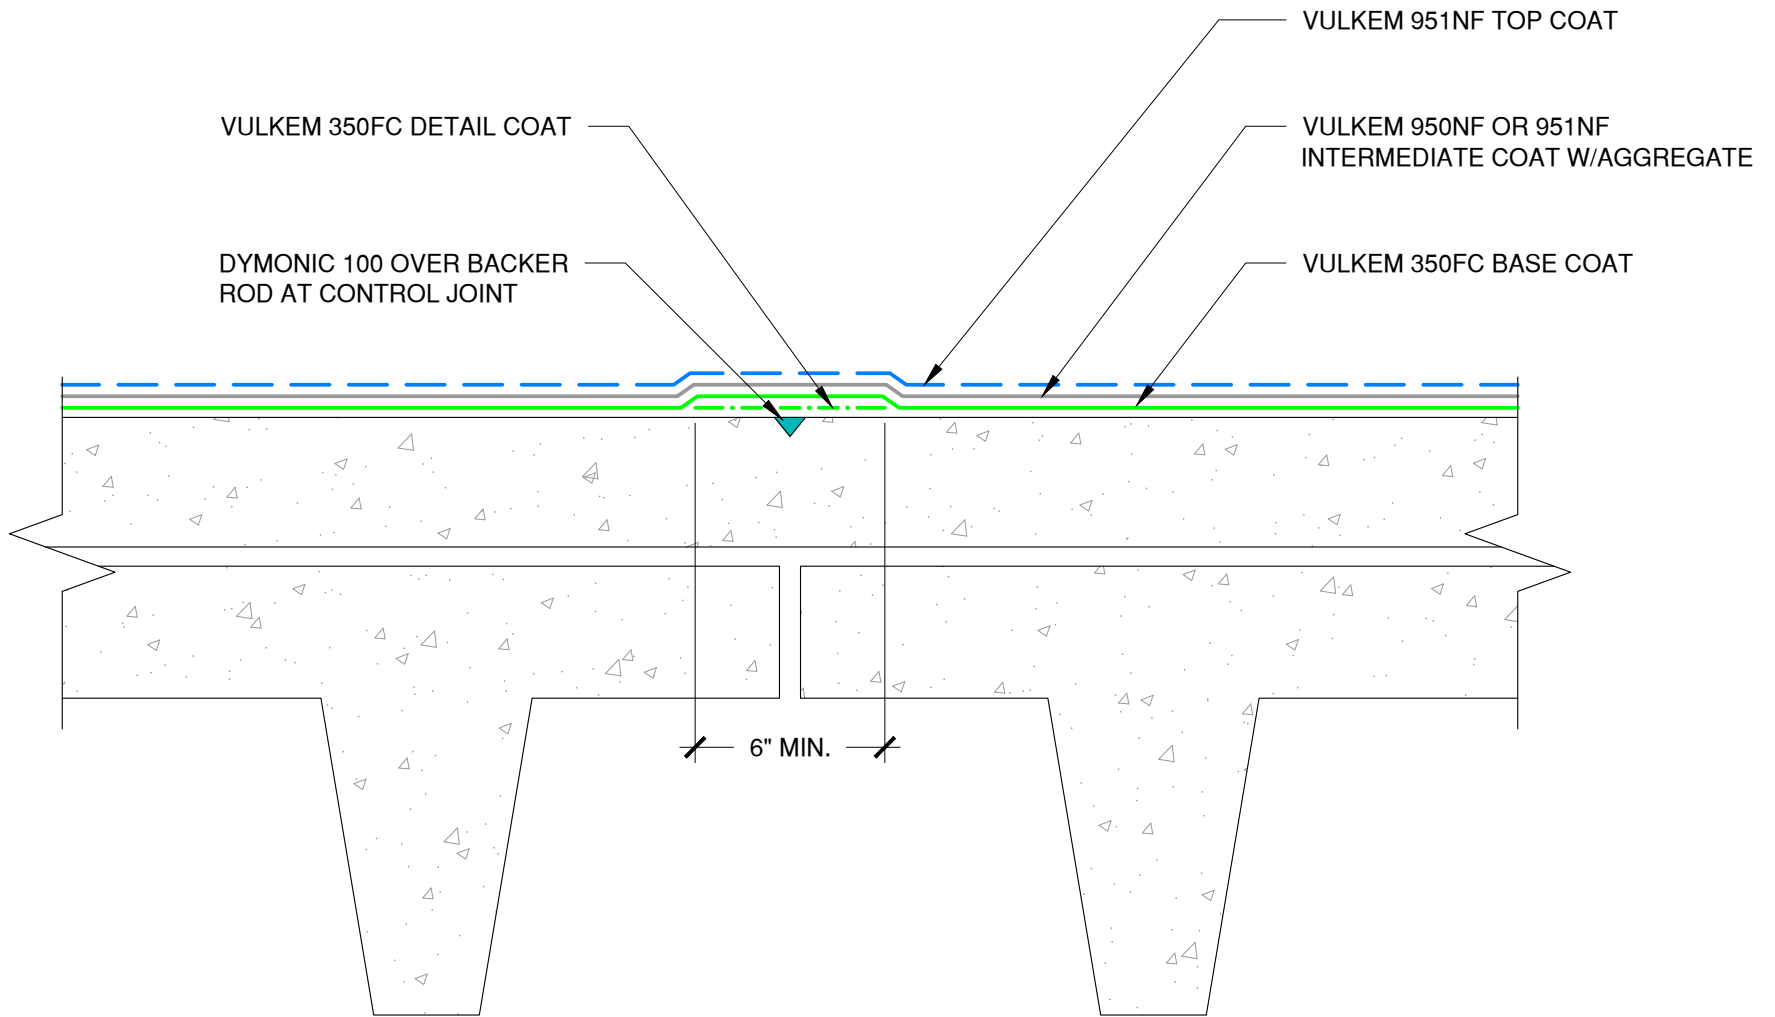 VULKEM 951NF TOP COAT
VULKEM 350FC DETAIL COAT
VULKEM 950NF OR 951NF
INTERMEDIATE COAT W/AGGREGATE
DYMONIC 100 OVER BACKER
ROD AT CONTROL JOINT
VULKEM 350FC BASE COAT
6" MIN.